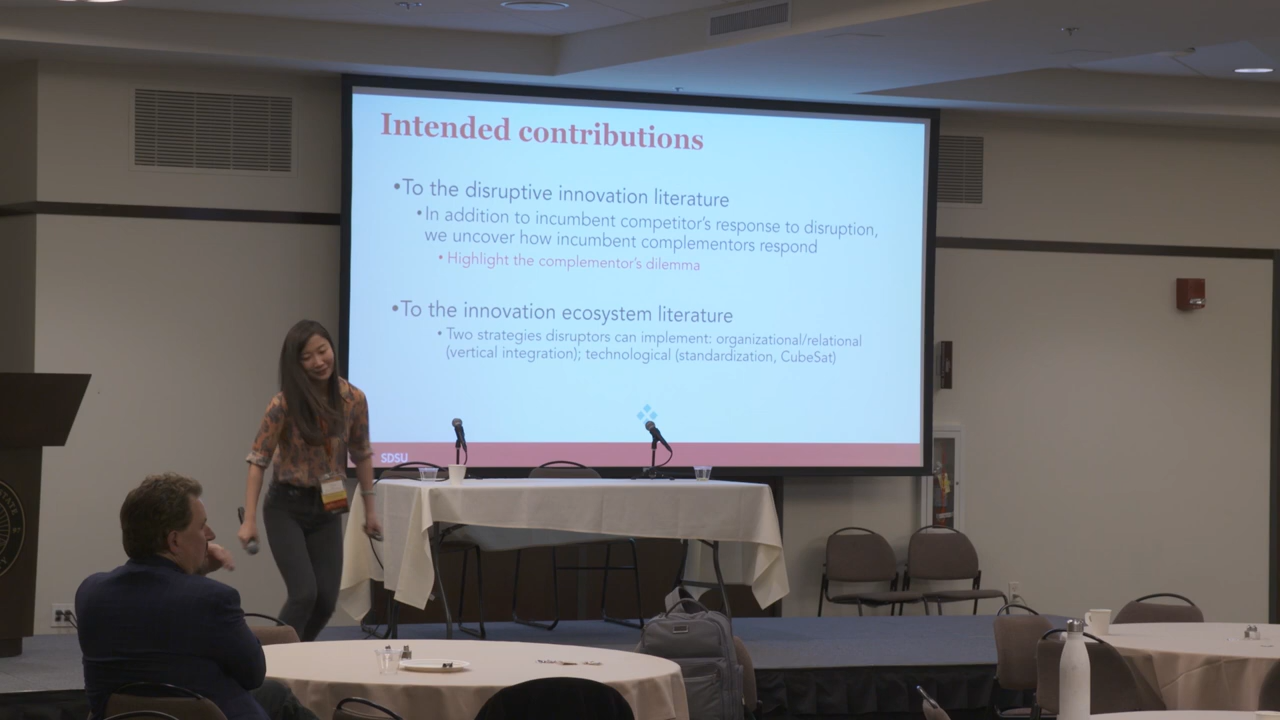 Intended contributions
•To the disruptive innovation literature
•In addition to incumbent competitor's response to disruption,
we uncover how incumbent complementors respond
• Highlight the complementor's dilemma
•To the innovation ecosystem literature
• Two strategies disruptors can implement: organizational/relational
(vertical integration); technological (standardization, CubeSat)
SDSU